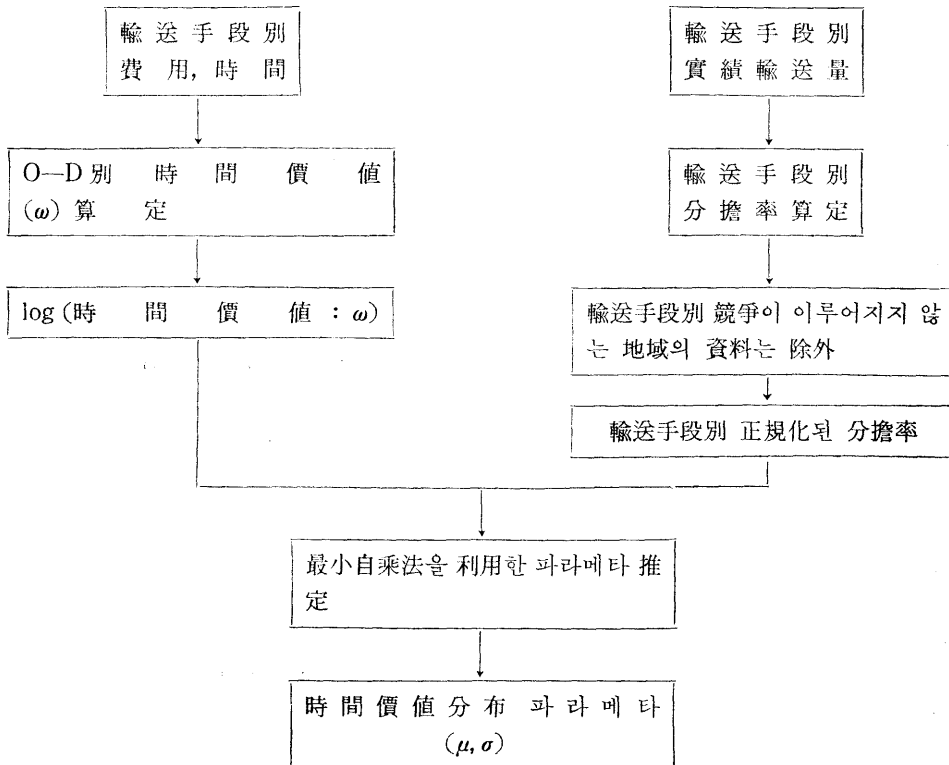 輸送手段別
費用, 時間
O—D 別 時間價値
(ω) 算定
log (時間價値 : ω)
輸送手段別
實績輸送量
輸送手段別
分擔率算定
輸送手段別 競爭이 이루어지지 않
는 地域의 資料는 除外
輸送手段別 正規化된 分擔率
最小自乘法을 利用한 파라메타 推
定
時間價値分布 파라메타
(μ, σ)